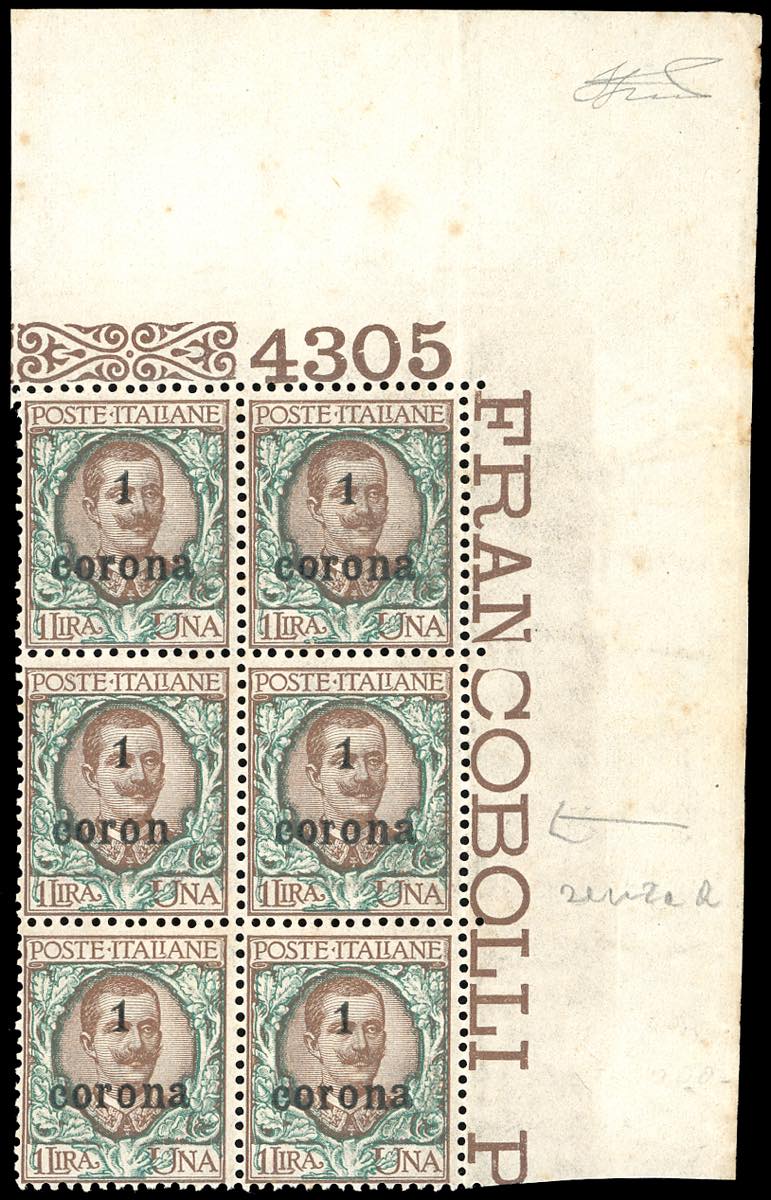 4305
POSTE·ITALIANE POSTE·ITALIANE
1 1
corona corona
1 LIRA UNA 1 LIRA UNA
POSTE·ITALIANE POSTE·ITALIANE
1 1
coron corona
1 LIRA UNA 1 LIRA UNA
POSTE·ITALIANE POSTE·ITALIANE
1 1
corona corona
1 LIRA UNA 1 LIRA UNA
FRANCOBOLLI P
senza a